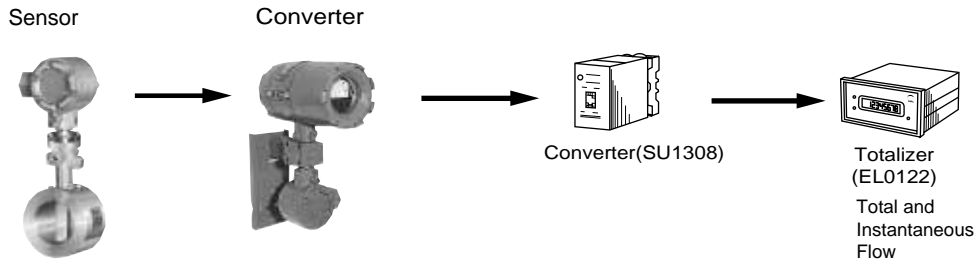 Sensor
Converter
Converter(SU1308)
Totalizer
(EL0122)
Total and
Instantaneous
Flow